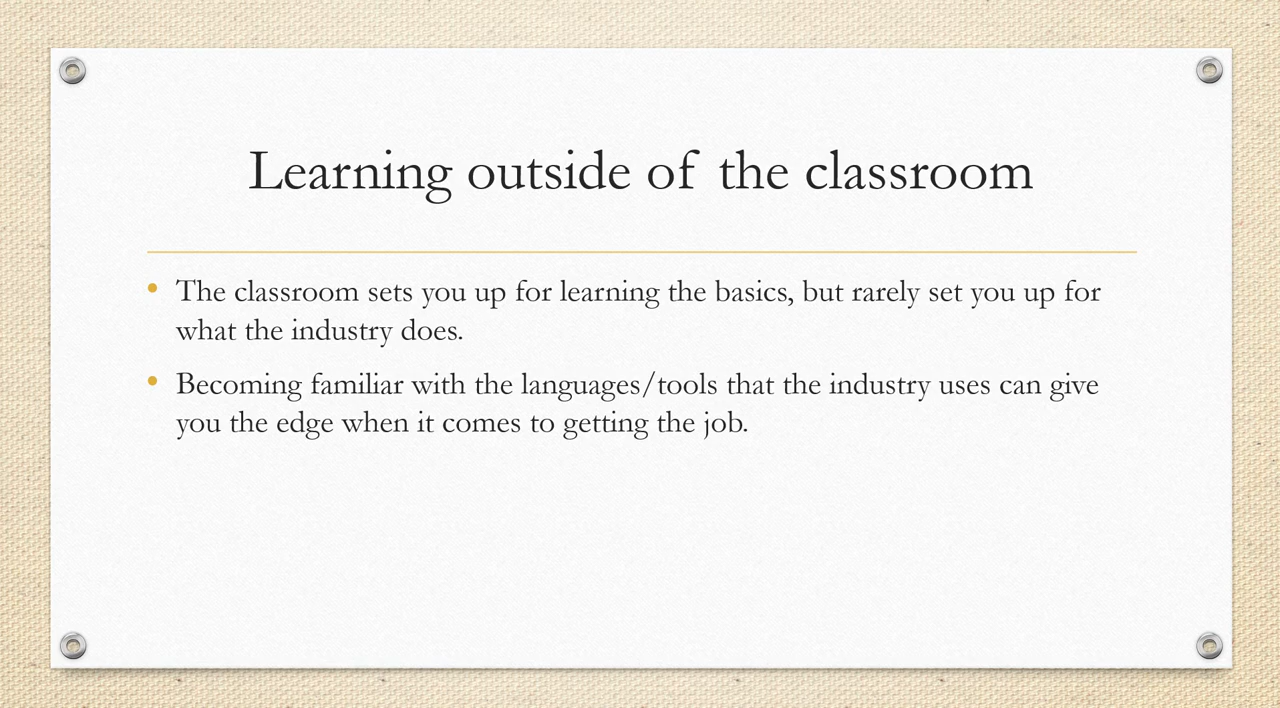 Learning outside of the classroom
• The classroom sets you up for learning the basics, but rarely set you up for
what the industry does.
• Becoming familiar with the languages/tools that the industry uses can give
you the edge when it comes to getting the job.